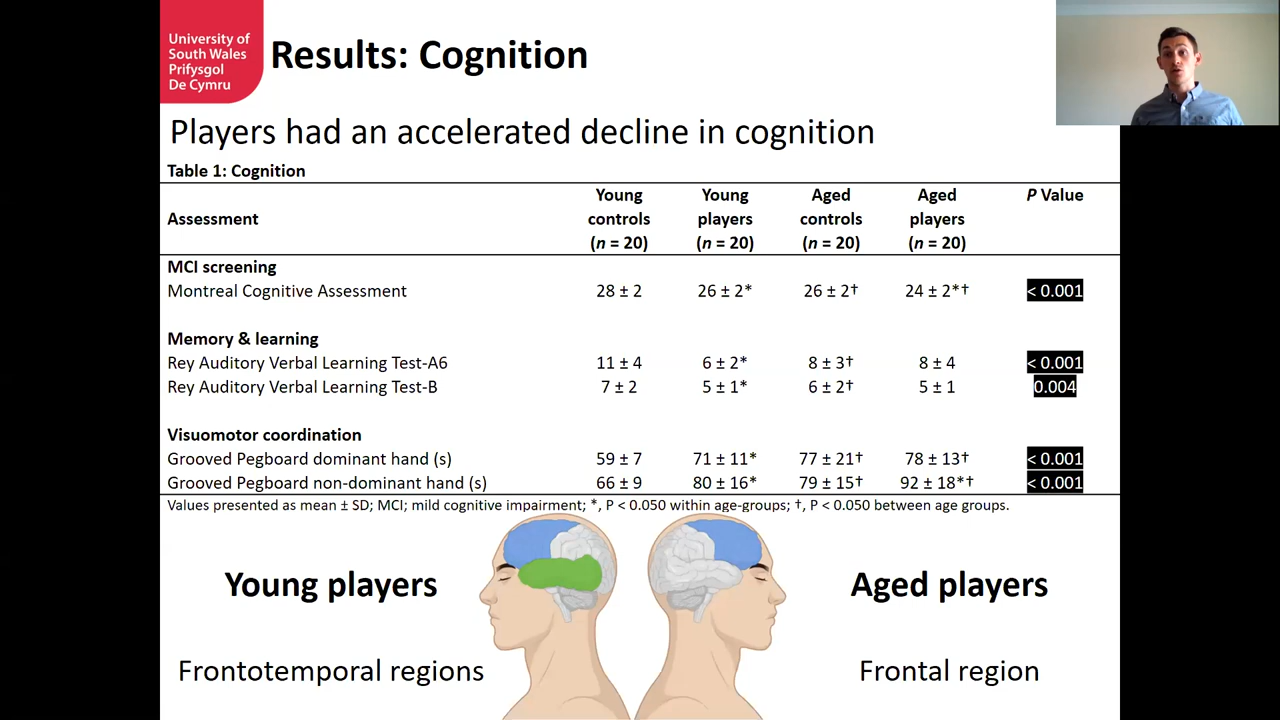 University of
South Wales
Prifysgol
De Cymru
Results: Cognition
Players had an accelerated decline in cognition
Table 1: Cognition
Assessment Young controls (n = 20) Young players (n = 20) Aged controls (n = 20) Aged players (n = 20) P Value
MCI screening
Montreal Cognitive Assessment 28 ± 2 26 ± 2* 26 ± 2† 24 ± 2*† < 0.001
Memory & learning
Rey Auditory Verbal Learning Test-A6 11 ± 4 6 ± 2* 8 ± 3† 8 ± 4 < 0.001
Rey Auditory Verbal Learning Test-B 7 ± 2 5 ± 1* 6 ± 2† 5 ± 1 0.004
Visuomotor coordination
Grooved Pegboard dominant hand (s) 59 ± 7 71 ± 11* 77 ± 21† 78 ± 13† < 0.001
Grooved Pegboard non-dominant hand (s) 66 ± 9 80 ± 16* 79 ± 15† 92 ± 18*† < 0.001
Values presented as mean ± SD; MCI; mild cognitive impairment; *, P < 0.050 within age-groups; †, P < 0.050 between age groups.
Young players
Frontotemporal regions
Aged players
Frontal region